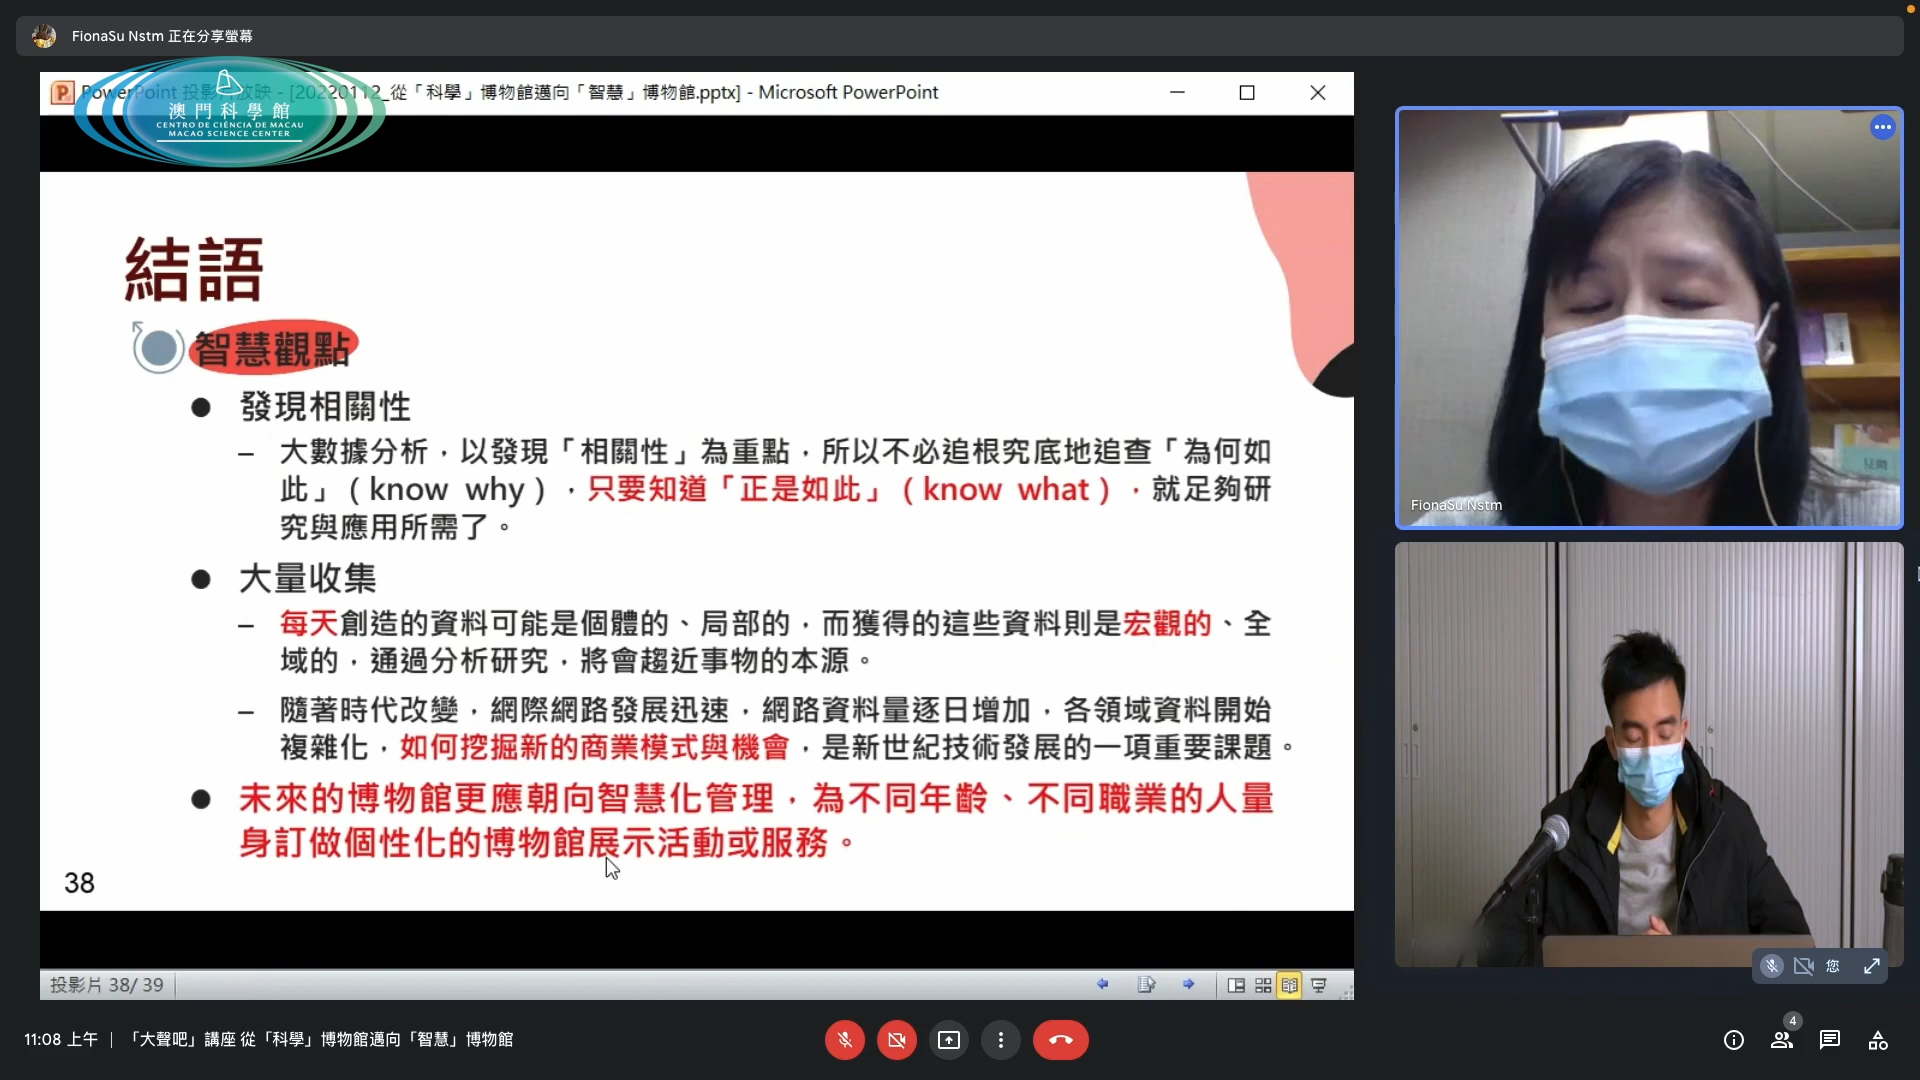 FionaSu Nstm 正在分享螢幕
PowerPoint 投影片放映 - [20220112_從「科學」博物館邁向「智慧」博物館.pptx] - Microsoft PowerPoint
澳門科學館
CENTRO DE CIÊNCIA DE MACAU
MACAO SCIENCE CENTER
結語
智慧觀點
● 發現相關性
– 大數據分析，以發現「相關性」為重點，所以不必追根究底地追查「為何如
此」（know why），只要知道「正是如此」（know what），就足夠研
究與應用所需了。
● 大量收集
– 每天創造的資料可能是個體的、局部的，而獲得的這些資料則是宏觀的、全
域的，通過分析研究，將會趨近事物的本源。
– 隨著時代改變，網際網路發展迅速，網路資料量逐日增加，各領域資料開始
複雜化，如何挖掘新的商業模式與機會，是新世紀技術發展的一項重要課題。
● 未來的博物館更應朝向智慧化管理，為不同年齡、不同職業的人量
身訂做個性化的博物館展示活動或服務。
38
投影片 38/ 39
FionaSu Nstm
您
11:08 上午 | 「大聲吧」講座 從「科學」博物館邁向「智慧」博物館
4